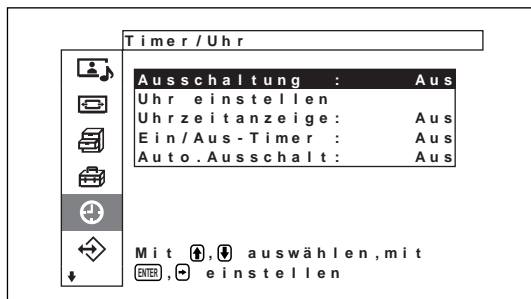 Timer/Uhr
Ausschaltung : Aus
Uhr einstellen
Uhrzeitanzeige: Aus
Ein/Aus-Timer : Aus
Auto.Ausschalt: Aus
Mit ↑,↓ auswählen,mit
ENTER,→ einstellen